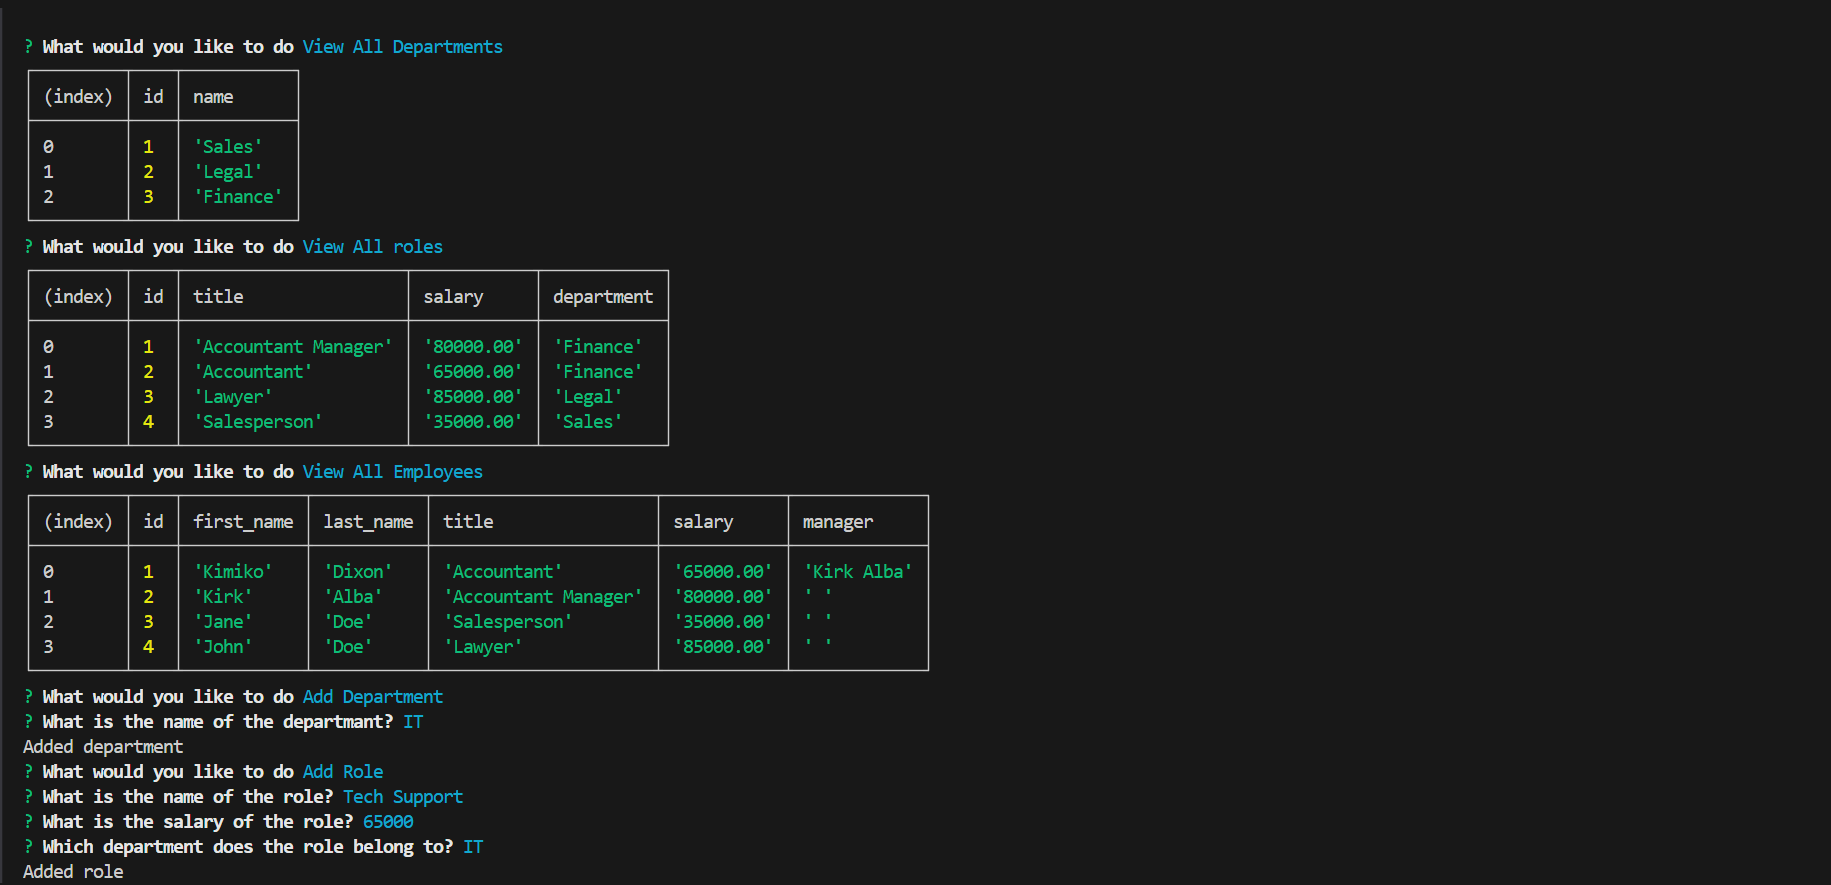 ? What would you like to do View All Departments
(index) id name
0 1 'Sales'
1 2 'Legal'
2 3 'Finance'
? What would you like to do View All roles
(index) id title salary department
0 1 'Accountant Manager' '80000.00' 'Finance'
1 2 'Accountant' '65000.00' 'Finance'
2 3 'Lawyer' '85000.00' 'Legal'
3 4 'Salesperson' '35000.00' 'Sales'
? What would you like to do View All Employees
(index) id first_name last_name title salary manager
0 1 'Kimiko' 'Dixon' 'Accountant' '65000.00' 'Kirk Alba'
1 2 'Kirk' 'Alba' 'Accountant Manager' '80000.00' ' '
2 3 'Jane' 'Doe' 'Salesperson' '35000.00' ' '
3 4 'John' 'Doe' 'Lawyer' '85000.00' ' '
? What would you like to do Add Department
? What is the name of the departmant? IT
Added department
? What would you like to do Add Role
? What is the name of the role? Tech Support
? What is the salary of the role? 65000
? Which department does the role belong to? IT
Added role